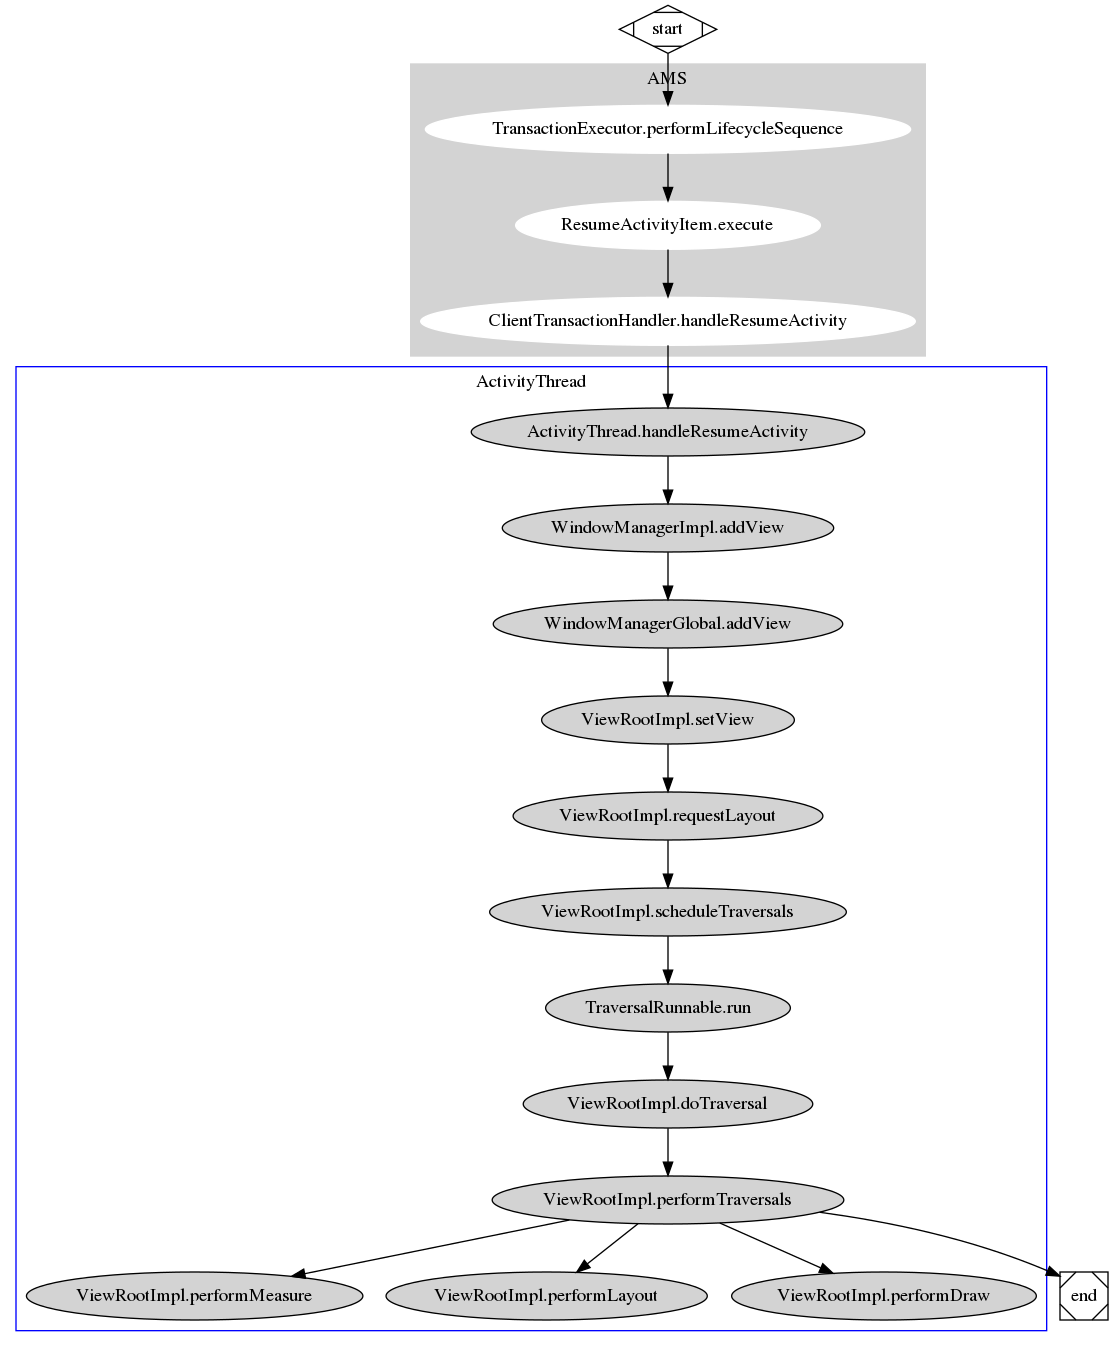 start
AMS
TransactionExecutor.performLifecycleSequence
ResumeActivityItem.execute
ClientTransactionHandler.handleResumeActivity
ActivityThread
ActivityThread.handleResumeActivity
WindowManagerImpl.addView
WindowManagerGlobal.addView
ViewRootImpl.setView
ViewRootImpl.requestLayout
ViewRootImpl.scheduleTraversals
TraversalRunnable.run
ViewRootImpl.doTraversal
ViewRootImpl.performTraversals
ViewRootImpl.performMeasure
ViewRootImpl.performLayout
ViewRootImpl.performDraw
end